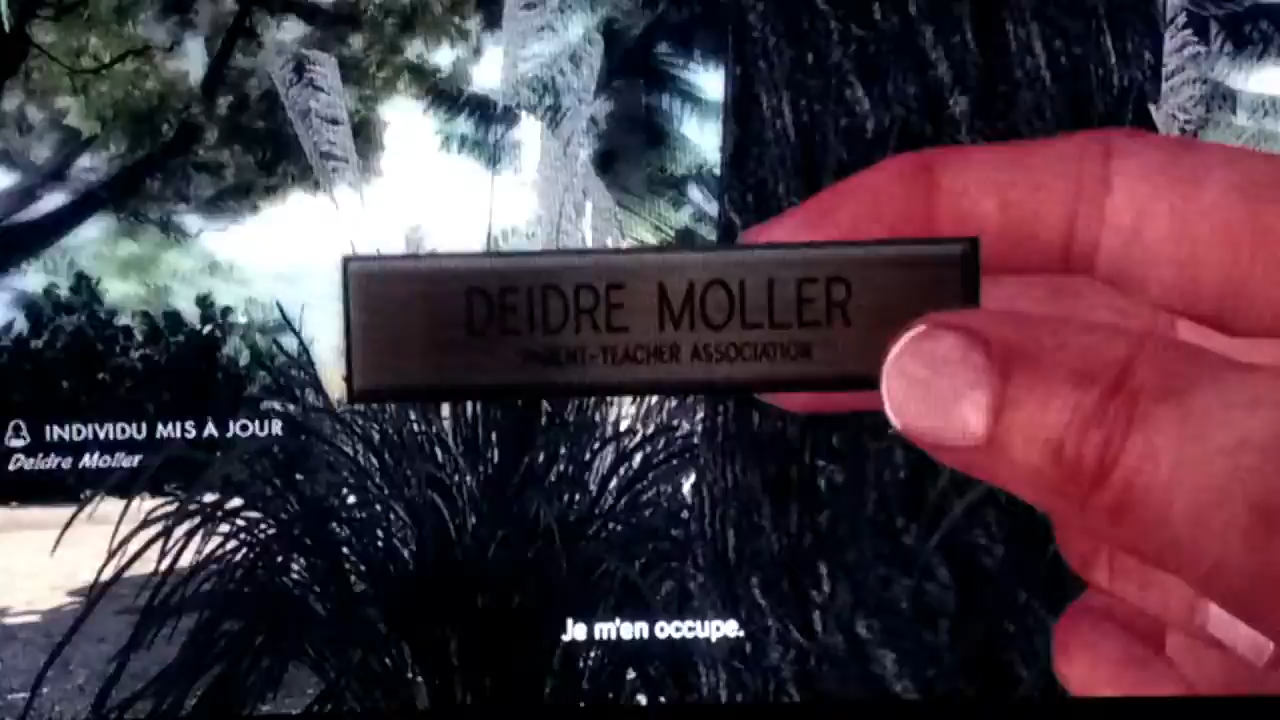 DEIDRE MOLLER
PARENT-TEACHER ASSOCIATION
INDIVIDU MIS À JOUR
Deidre Moller
Je m'en occupe.